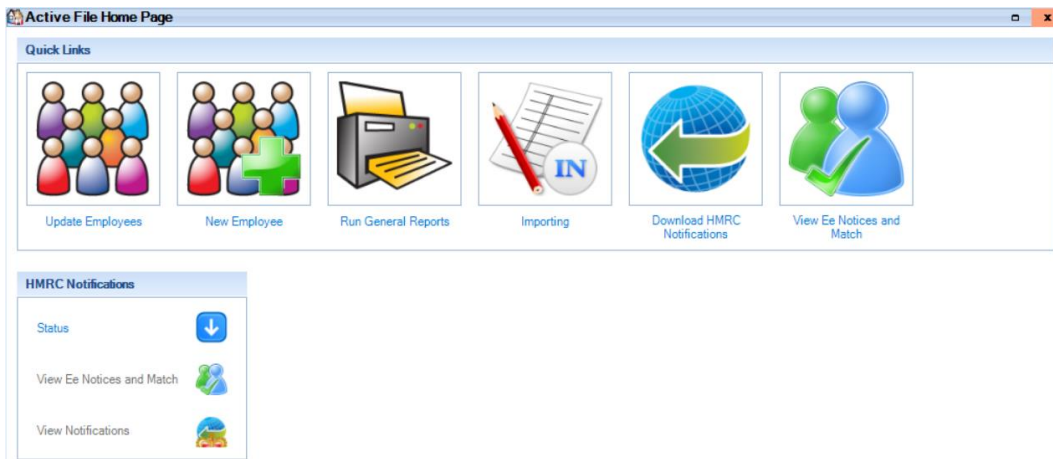 Active File Home Page
Quick Links
IN
Update Employees
New Employee
Run General Reports
Importing
Download HMRC
Notifications
View Ee Notices and
Match
HMRC Notifications
Status
View Ee Notices and Match
View Notifications